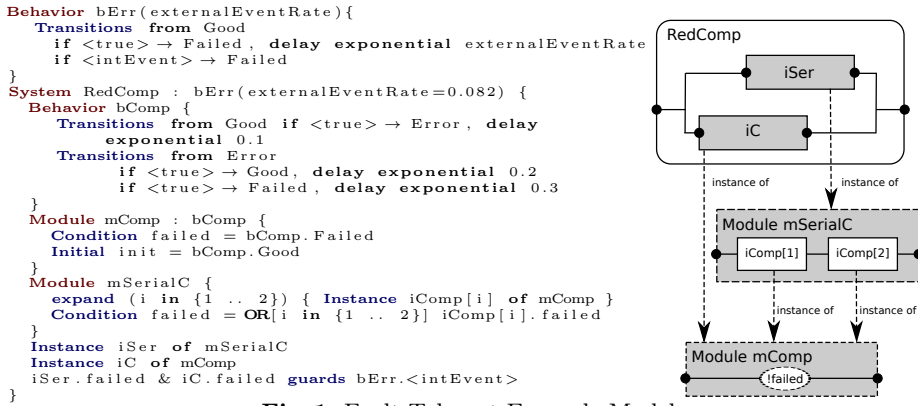 Behavior bErr(externalEventRate){
Transitions from Good
if <true> → Failed, delay exponential externalEventRate
if <intEvent> → Failed
}
System RedComp : bErr(externalEventRate=0.082) {
Behavior bComp {
Transitions from Good if <true> → Error, delay
exponential 0.1
Transitions from Error
if <true> → Good, delay exponential 0.2
if <true> → Failed, delay exponential 0.3
}
Module mComp : bComp {
Condition failed = bComp.Failed
Initial init = bComp.Good
}
Module mSerialC {
expand (i in {1 .. 2}) { Instance iComp[i] of mComp }
Condition failed = OR[i in {1 .. 2}] iComp[i].failed
}
Instance iSer of mSerialC
Instance iC of mComp
iSer.failed & iC.failed guards bErr.<intEvent>
}
RedComp
iSer
iC
instance of
instance of
Module mSerialC
iComp[1]
iComp[2]
instance of
instance of
Module mComp
!failed